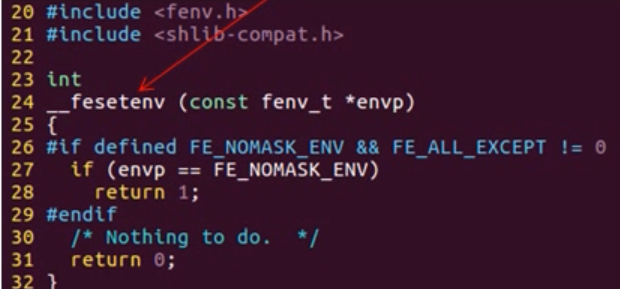 20 #include <fenv.h>
21 #include <shlib-compat.h>
22
23 int
24 __fesetenv (const fenv_t *envp)
25 {
26 #if defined FE_NOMASK_ENV && FE_ALL_EXCEPT != 0
27   if (envp == FE_NOMASK_ENV)
28     return 1;
29 #endif
30   /* Nothing to do.  */
31   return 0;
32 }